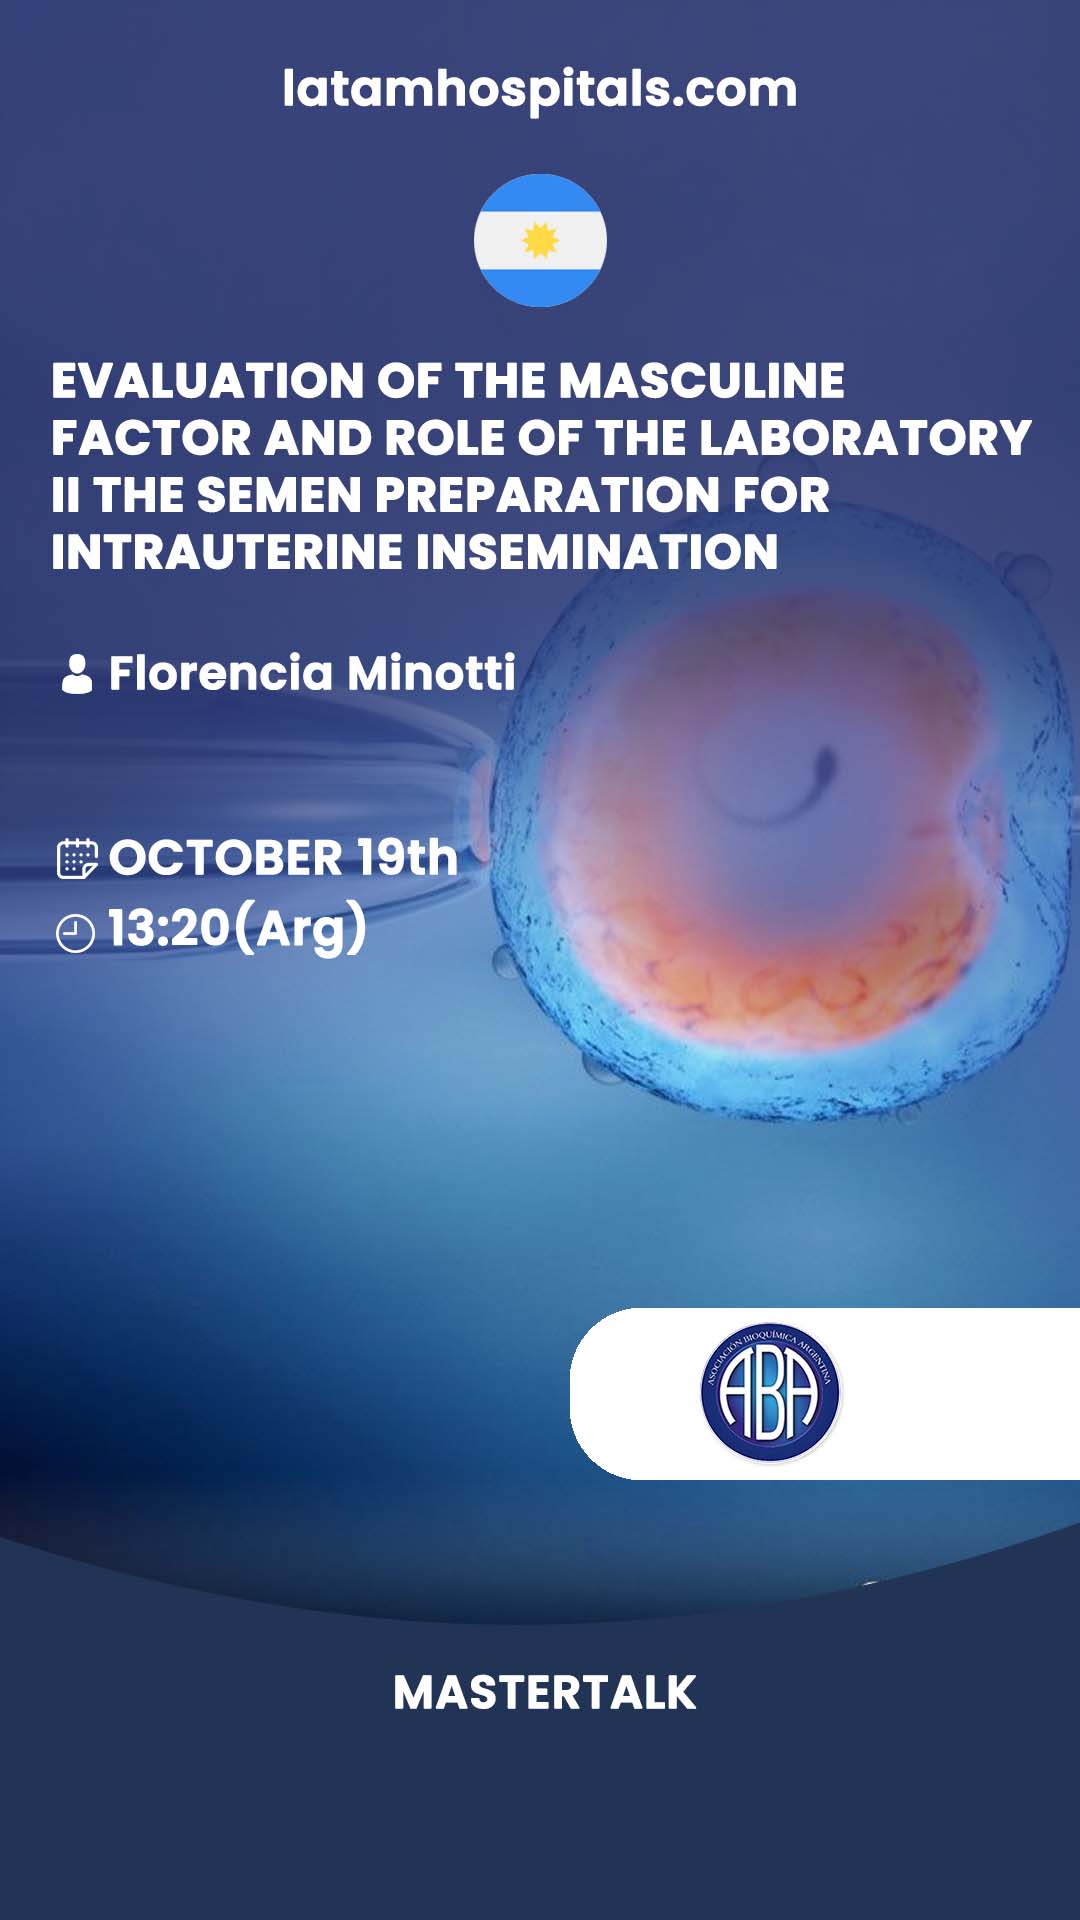 latamhospitals.com
EVALUATION OF THE MASCULINE
FACTOR AND ROLE OF THE LABORATORY
II THE SEMEN PREPARATION FOR
INTRAUTERINE INSEMINATION
Florencia Minotti
OCTOBER 19th
13:20(Arg)
ASOCIACIÓN BIOQUÍMICA ARGENTINA
ABA
MASTERTALK